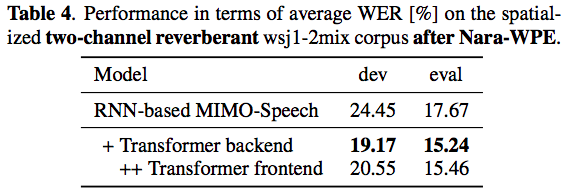 Table 4. Performance in terms of average WER [%] on the spatial-
ized two-channel reverberant wsj1-2mix corpus after Nara-WPE.
Model dev eval
RNN-based MIMO-Speech 24.45 17.67
+ Transformer backend 19.17 15.24
++ Transformer frontend 20.55 15.46